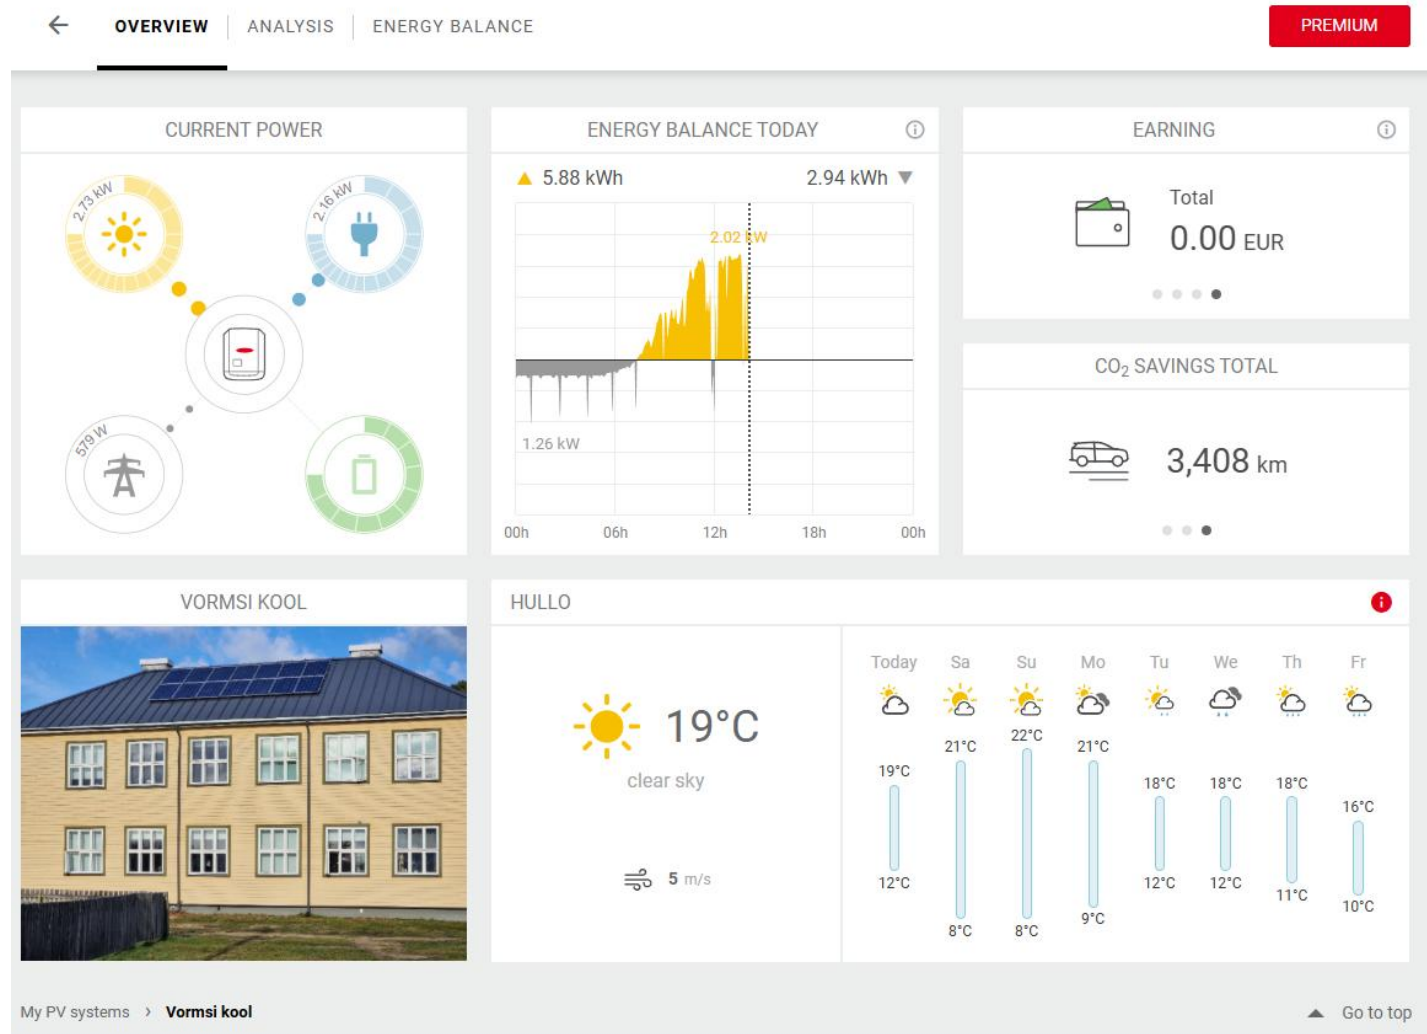 OVERVIEW
ANALYSIS
ENERGY BALANCE
PREMIUM
CURRENT POWER
2.73 kW
2.16 kW
579 W
ENERGY BALANCE TODAY
5.88 kWh
2.94 kWh
2.02 kW
1.26 kW
00h 06h 12h 18h 00h
EARNING
Total
0.00 EUR
CO₂ SAVINGS TOTAL
3,408 km
VORMSI KOOL
HULLO
19°C
clear sky
5 m/s
Today Sa Su Mo Tu We Th Fr
19°C 21°C 22°C 21°C 18°C 18°C 18°C 16°C
12°C 8°C 8°C 9°C 12°C 12°C 11°C 10°C
My PV systems > Vormsi kool
Go to top